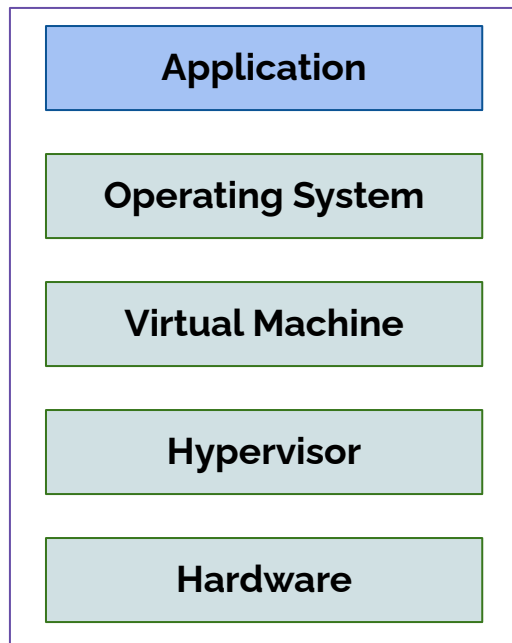 Application
Operating System
Virtual Machine
Hypervisor
Hardware